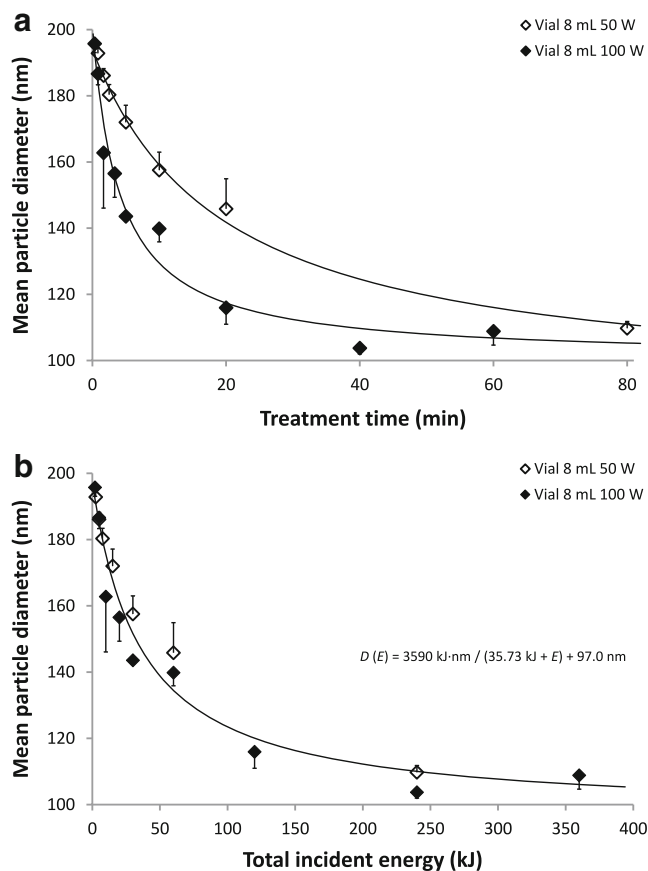 a
Vial 8 mL 50 W
Vial 8 mL 100 W
200
180
160
140
120
100
Mean particle diameter (nm)
0 20 40 60 80
Treatment time (min)
b
Vial 8 mL 50 W
Vial 8 mL 100 W
200
180
160
140
120
100
Mean particle diameter (nm)
D (E) = 3590 kJ·nm / (35.73 kJ + E) + 97.0 nm
0 50 100 150 200 250 300 350 400
Total incident energy (kJ)